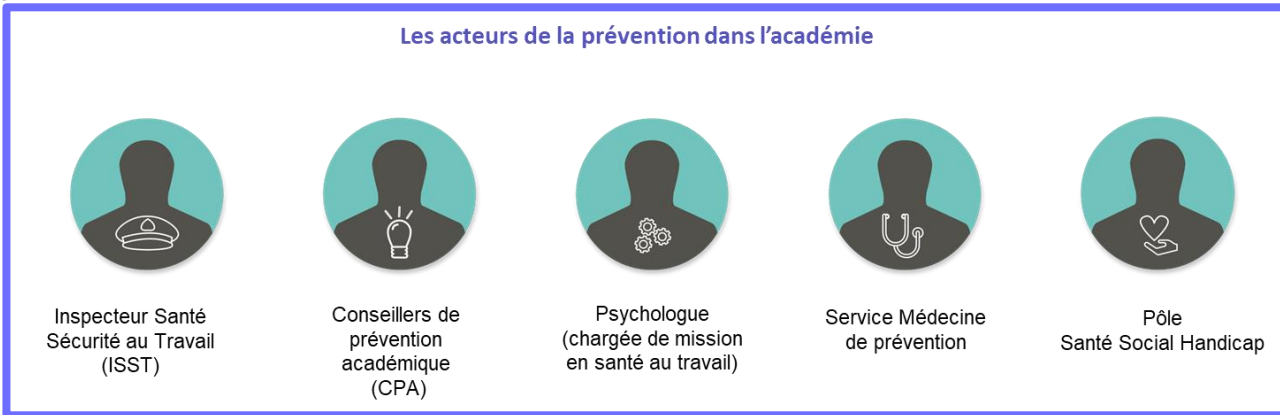 Les acteurs de la prévention dans l'académie
Inspecteur Santé
Sécurité au Travail
(ISST)
Conseillers de
prévention
académique
(CPA)
Psychologue
(chargée de mission
en santé au travail)
Service Médecine
de prévention
Pôle
Santé Social Handicap